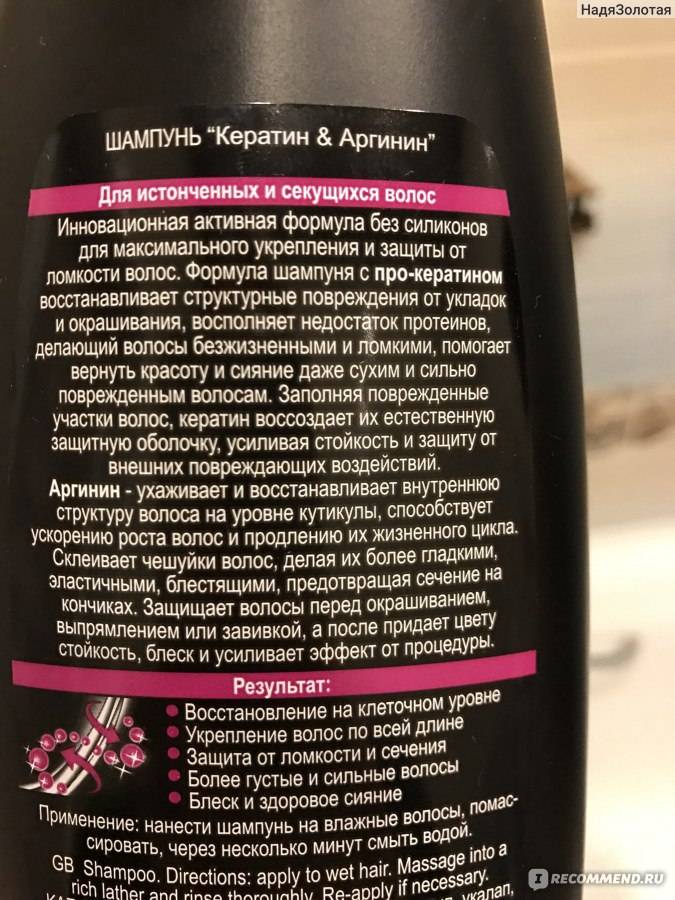 НадяЗолотая
ШАМПУНЬ "Кератин & Аргинин"
Для истонченных и секущихся волос
Инновационная активная формула без силиконов
для максимального укрепления и защиты от
ломкости волос. Формула шампуня с про-кератином
восстанавливает структурные повреждения от укладок
и окрашивания, восполняет недостаток протеинов,
делающий волосы безжизненными и ломкими, помогает
вернуть красоту и сияние даже сухим и сильно
поврежденным волосам. Заполняя поврежденные
участки волос, кератин воссоздает их естественную
защитную оболочку, усиливая стойкость и защиту от
внешних повреждающих воздействий.
Аргинин - ухаживает и восстанавливает внутреннюю
структуру волоса на уровне кутикулы, способствует
ускорению роста волос и продлению их жизненного цикла.
Склеивает чешуйки волос, делая их более гладкими,
эластичными, блестящими, предотвращая сечение на
кончиках. Защищает волосы перед окрашиванием,
выпрямлением или завивкой, а после придает цвету
стойкость, блеск и усиливает эффект от процедуры.
Результат:
Восстановление на клеточном уровне
Укрепление волос по всей длине
Защита от ломкости и сечения
Более густые и сильные волосы
Блеск и здоровое сияние
Применение: нанести шампунь на влажные волосы, помас-
сировать, через несколько минут смыть водой.
GB Shampoo. Directions: apply to wet hair. Massage into a
rich lather and rinse thoroughly. Re-apply if necessary.
I RECOMMEND.RU